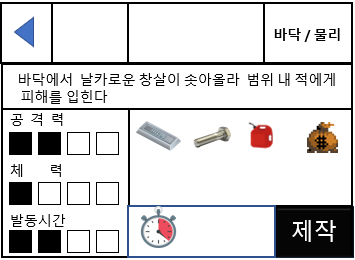 바닥 / 물리
바닥에서 날카로운 창살이 솟아올라 범위 내 적에게
피해를 입힌다
공 격 력
체 력
발동시간
제작